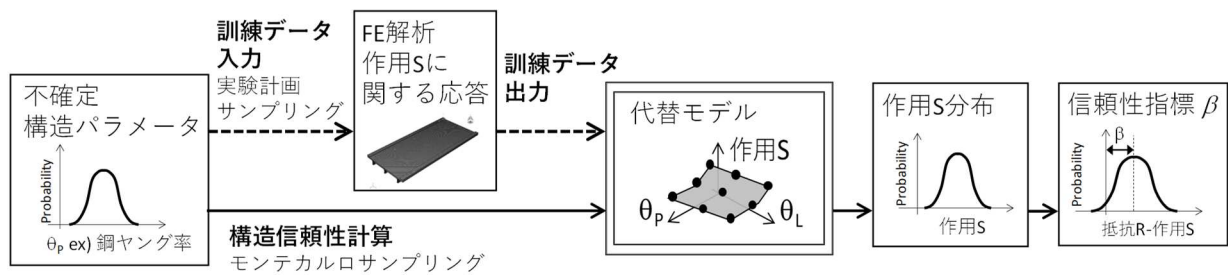 不確定
構造パラメータ
Probability
θP ex) 鋼ヤング率
訓練データ
入力
実験計画
サンプリング
FE解析
作用Sに
関する応答
訓練データ
出力
構造信頼性計算
モンテカルロサンプリング
代替モデル
作用S
θP
θL
作用S分布
Probability
作用S
信頼性指標 β
β
Probability
抵抗R-作用S